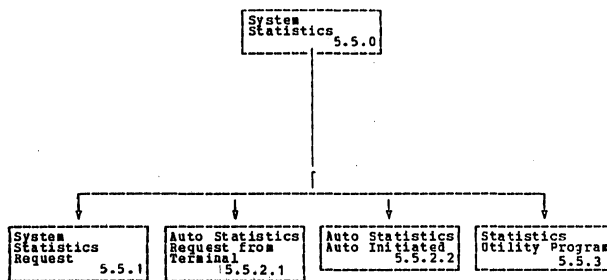 System
Statistics
5.5.0
System
Statistics
Request
5.5.1
Auto Statistics
Request from
Terminal
5.5.2.1
Auto Statistics
Auto Initiated
5.5.2.2
Statistics
Utility Program
5.5.3